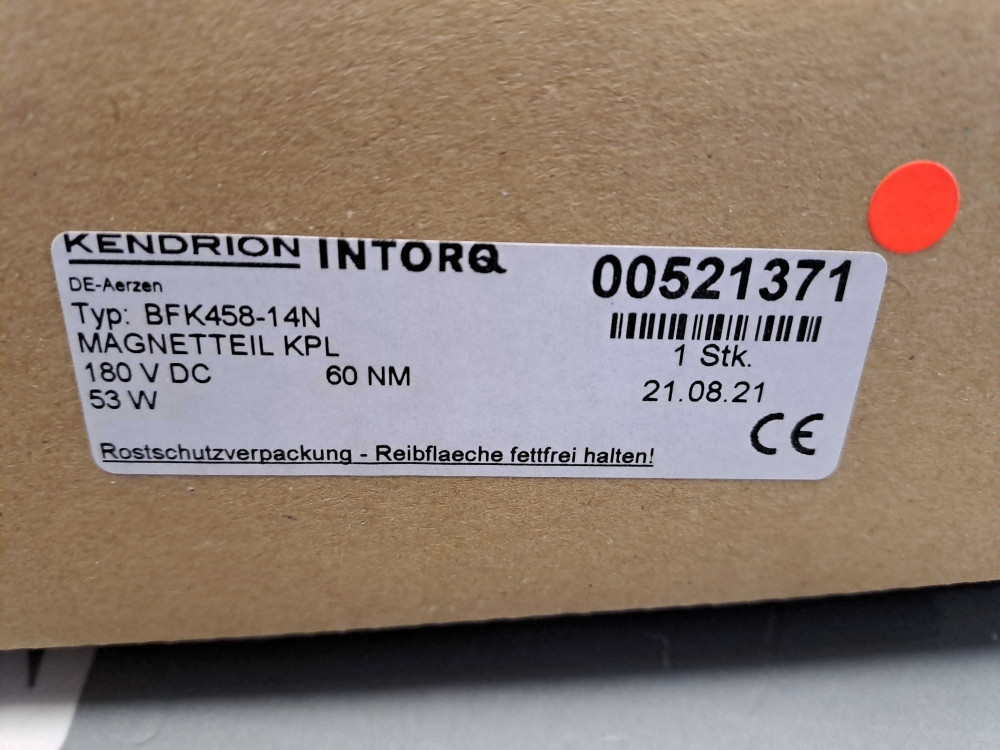 KENDRION INTORQ
DE-Aerzen
00521371
Typ: BFK458-14N
MAGNETTEIL KPL
1 Stk.
180 V DC 60 NM
21.08.21
53 W
CE
Rostschutzverpackung - Reibflaeche fettfrei halten!